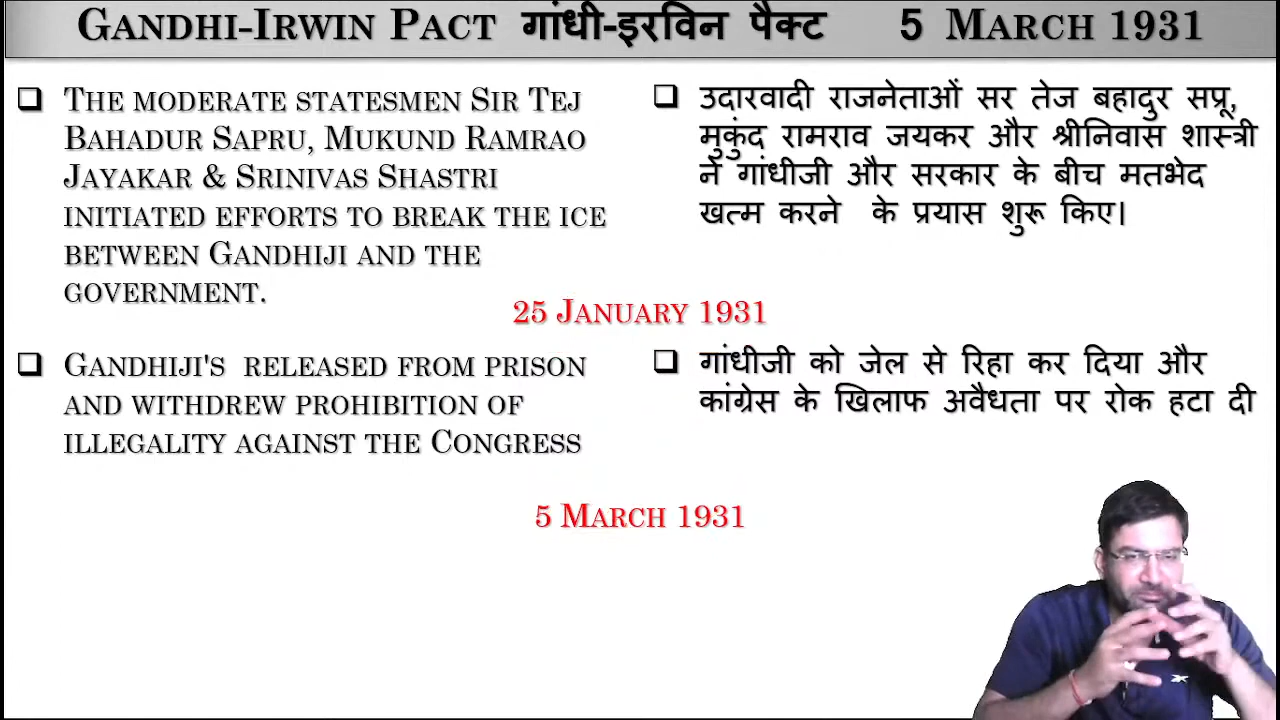 GANDHI-IRWIN PACT गांधी-इरविन पैक्ट 5 MARCH 1931
THE MODERATE STATESMEN SIR TEJ
BAHADUR SAPRU, MUKUND RAMRAO
JAYAKAR & SRINIVAS SHASTRI
INITIATED EFFORTS TO BREAK THE ICE
BETWEEN GANDHIJI AND THE
GOVERNMENT.
उदारवादी राजनेताओं सर तेज बहादुर सप्रू,
मुकुंद रामराव जयकर और श्रीनिवास शास्त्री
ने गांधीजी और सरकार के बीच मतभेद
खत्म करने के प्रयास शुरू किए।
25 JANUARY 1931
GANDHIJI'S RELEASED FROM PRISON
AND WITHDREW PROHIBITION OF
ILLEGALITY AGAINST THE CONGRESS
गांधीजी को जेल से रिहा कर दिया और
कांग्रेस के खिलाफ अवैधता पर रोक हटा दी
5 MARCH 1931